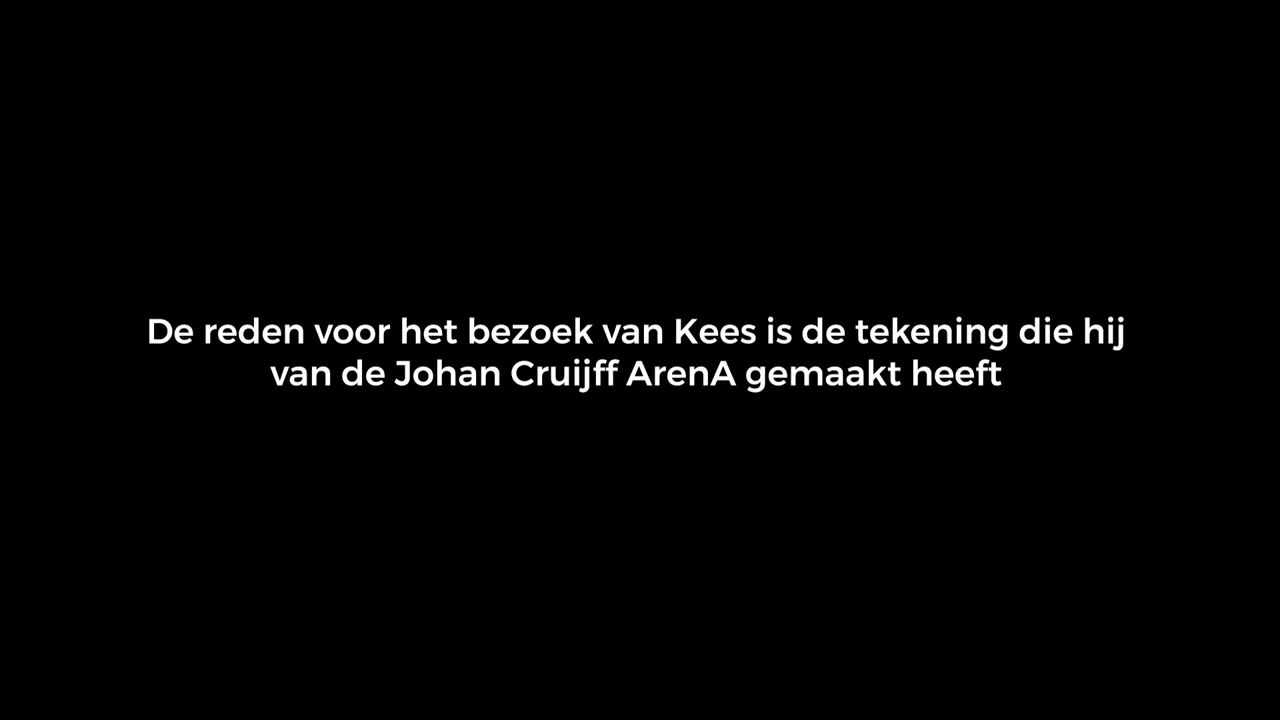 De reden voor het bezoek van Kees is de tekening die hij
van de Johan Cruijff ArenA gemaakt heeft